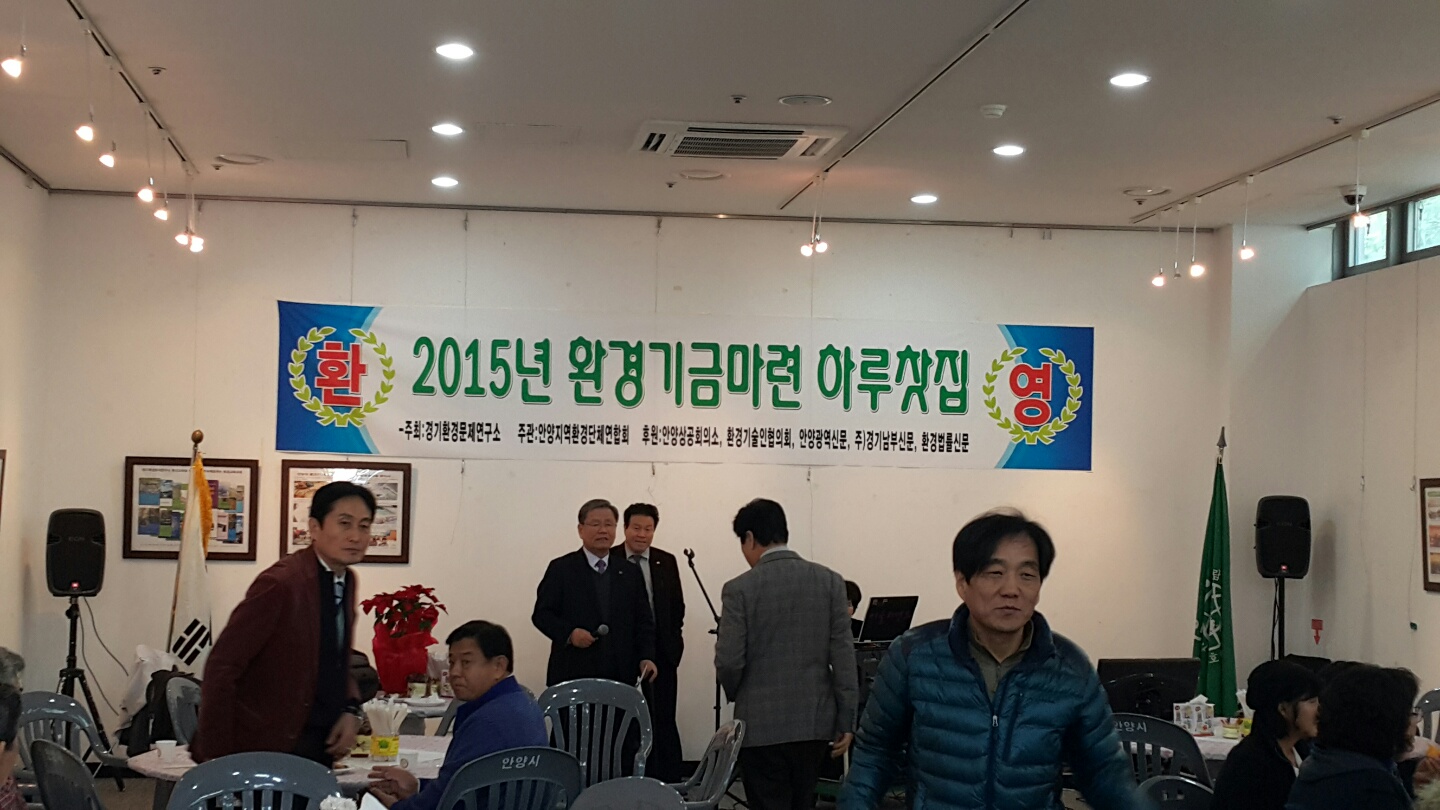 환 2015년 환경기금마련 하루찻집 영
-주최:경기환경문제연구소 주관:안양지역환경단체연합회 후원:안양상공회의소, 환경기술인협의회, 안양광역신문, 주)경기남부신문, 환경법률신문
안양시
안양시